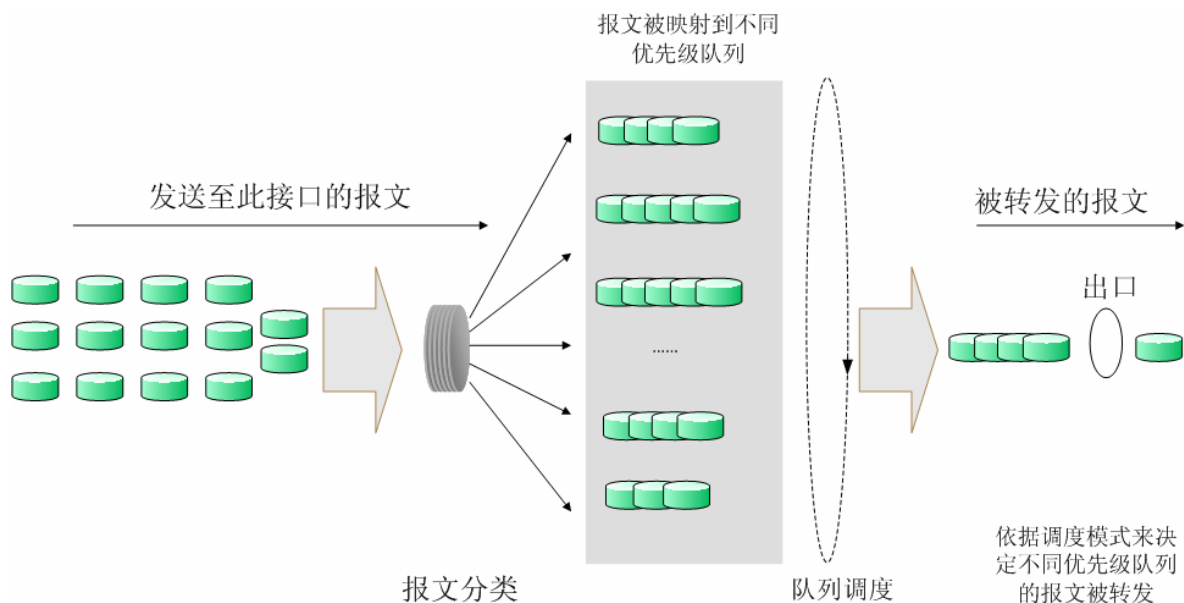 报文被映射到不同
优先级队列
发送至此接口的报文
被转发的报文
出口
......
报文分类
队列调度
依据调度模式来决
定不同优先级队列
的报文被转发